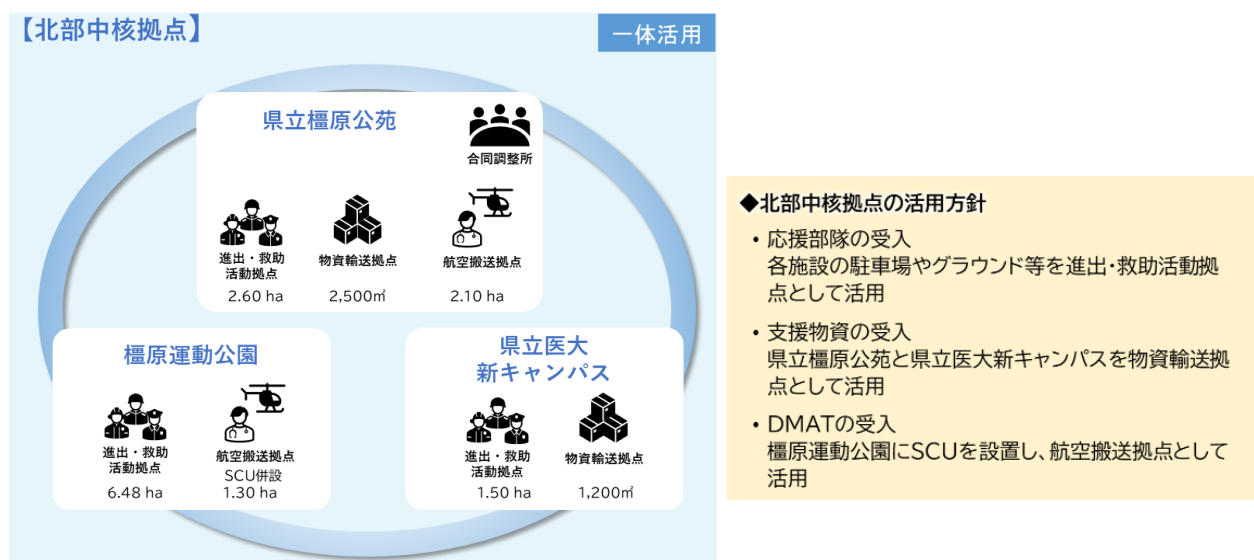 【北部中核拠点】
一体活用
県立橿原公苑
合同調整所
進出・救助
活動拠点
2.60 ha
物資輸送拠点
2,500㎡
航空搬送拠点
2.10 ha
橿原運動公園
進出・救助
活動拠点
6.48 ha
航空搬送拠点
SCU併設
1.30 ha
県立医大
新キャンパス
進出・救助
活動拠点
1.50 ha
物資輸送拠点
1,200㎡
◆北部中核拠点の活用方針
・応援部隊の受入
各施設の駐車場やグラウンド等を進出・救助活動拠
点として活用
・支援物資の受入
県立橿原公苑と県立医大新キャンパスを物資輸送拠
点として活用
・DMATの受入
橿原運動公園にSCUを設置し、航空搬送拠点として
活用